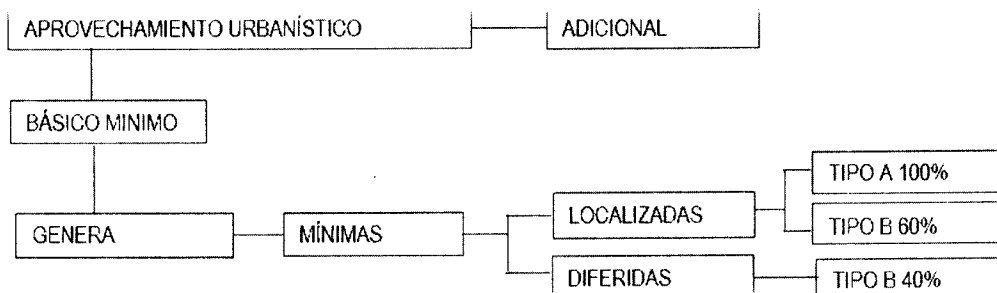 APROVECHAMIENTO URBANÍSTICO
ADICIONAL
BÁSICO MINIMO
GENERA
MÍNIMAS
LOCALIZADAS
TIPO A 100%
TIPO B 60%
DIFERIDAS
TIPO B 40%